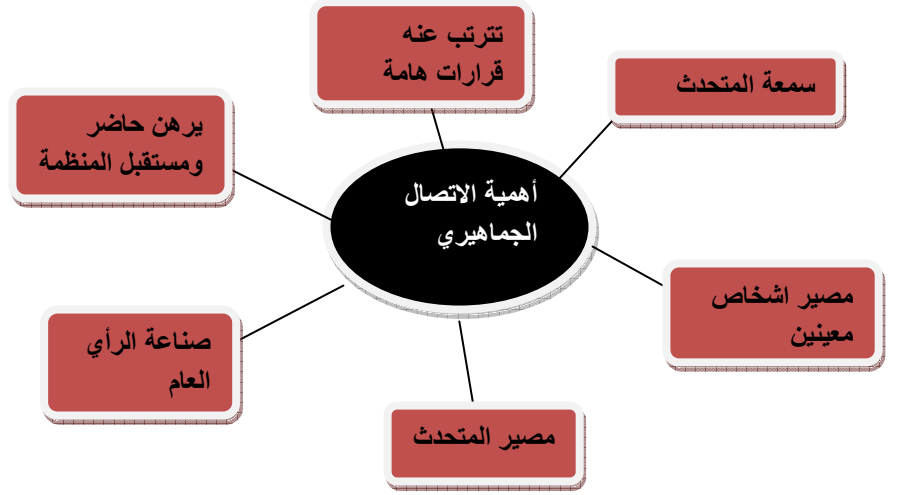 تترتب عنه
قرارات هامة
سمعة المتحدث
يرهن حاضر
ومستقبل المنظمة
أهمية الاتصال
الجماهيري
مصير اشخاص
معينين
صناعة الرأي
العام
مصير المتحدث